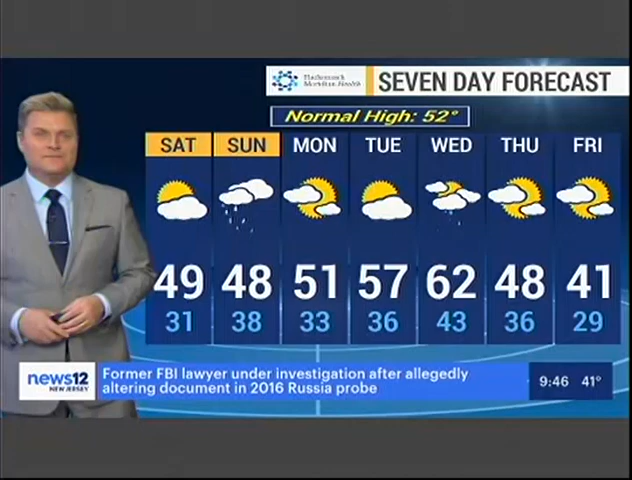 Hackensack
Meridian Health
SEVEN DAY FORECAST
Normal High: 52°
SAT SUN MON TUE WED THU FRI
49 48 51 57 62 48 41
31 38 33 36 43 36 29
news12
NEW JERSEY
Former FBI lawyer under investigation after allegedly
altering document in 2016 Russia probe
9:46 41°